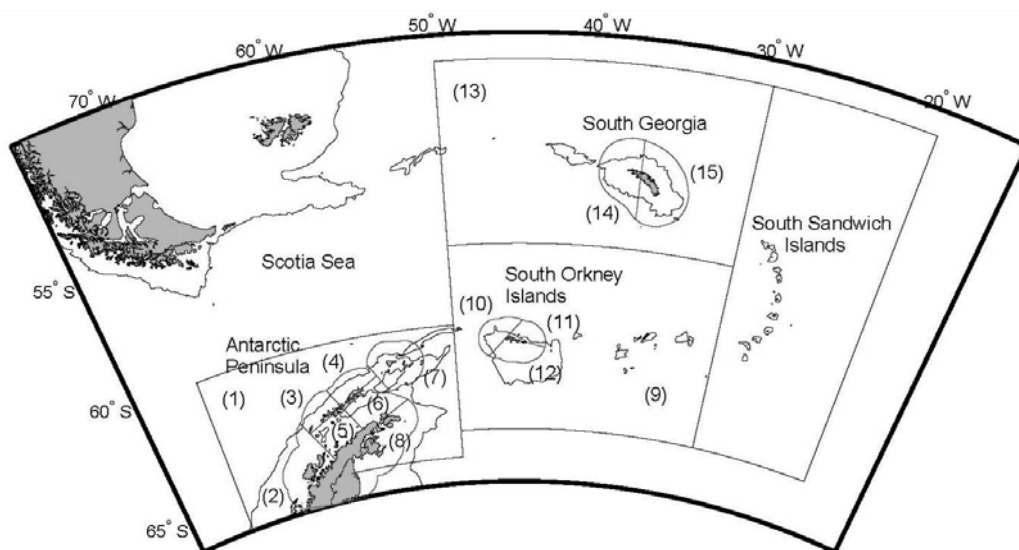 50° W
40° W
60° W
30° W
70° W
20° W
(13)
South Georgia
(15)
(14)
South Sandwich
Islands
Scotia Sea
South Orkney
Islands
55° S
(10)
(11)
Antarctic
Peninsula
(4)
(7)
(12)
(1)
(3)
(6)
(9)
60° S
(5)
(8)
(2)
65° S